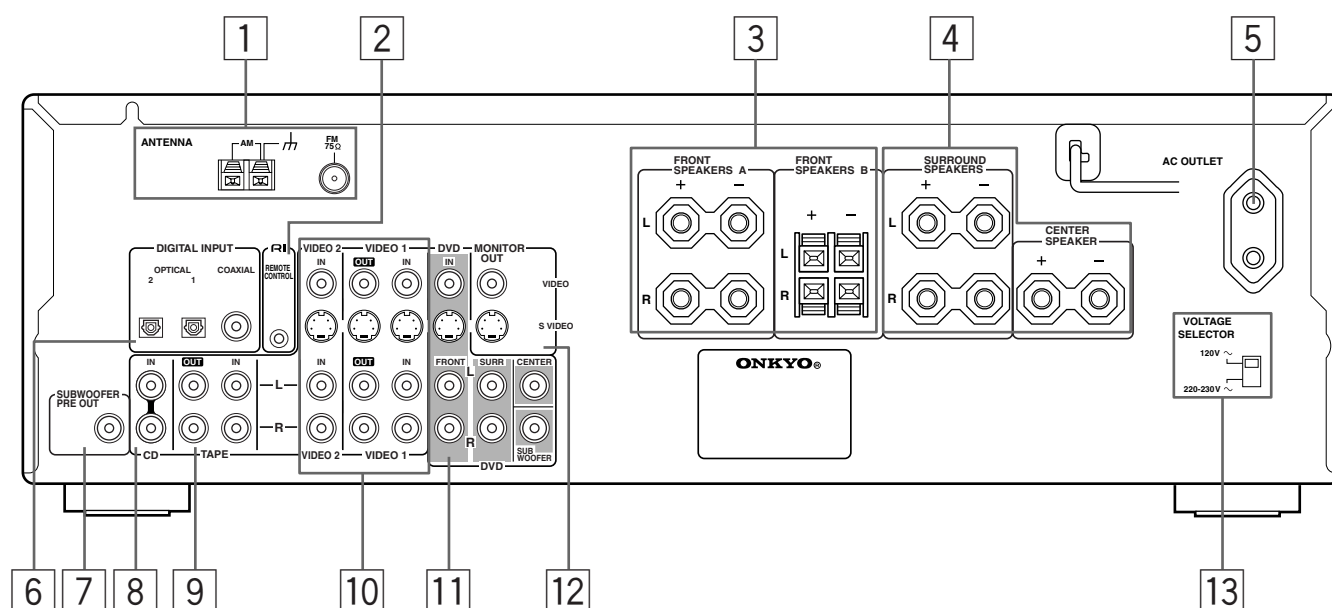 1
2
3
4
5
ANTENNA
AM
FM
75Ω
FRONT
SPEAKERS A
+ −
L
R
FRONT
SPEAKERS B
+ −
L
R
SURROUND
SPEAKERS
+ −
L
R
CENTER
SPEAKER
+ −
AC OUTLET
DIGITAL INPUT
OPTICAL
2 1
COAXIAL
RI
REMOTE
CONTROL
VIDEO 2
VIDEO 1
DVD
MONITOR
OUT
IN
OUT
IN
IN
VIDEO
S VIDEO
IN
OUT
IN
IN
OUT
IN
FRONT
SURR
CENTER
L
L
R
R
SUBWOOFER
PRE OUT
CD
TAPE
VIDEO 2
VIDEO 1
DVD
SUB
WOOFER
ONKYO®
VOLTAGE
SELECTOR
120V ~
220-230V ~
6
7
8
9
10
11
12
13